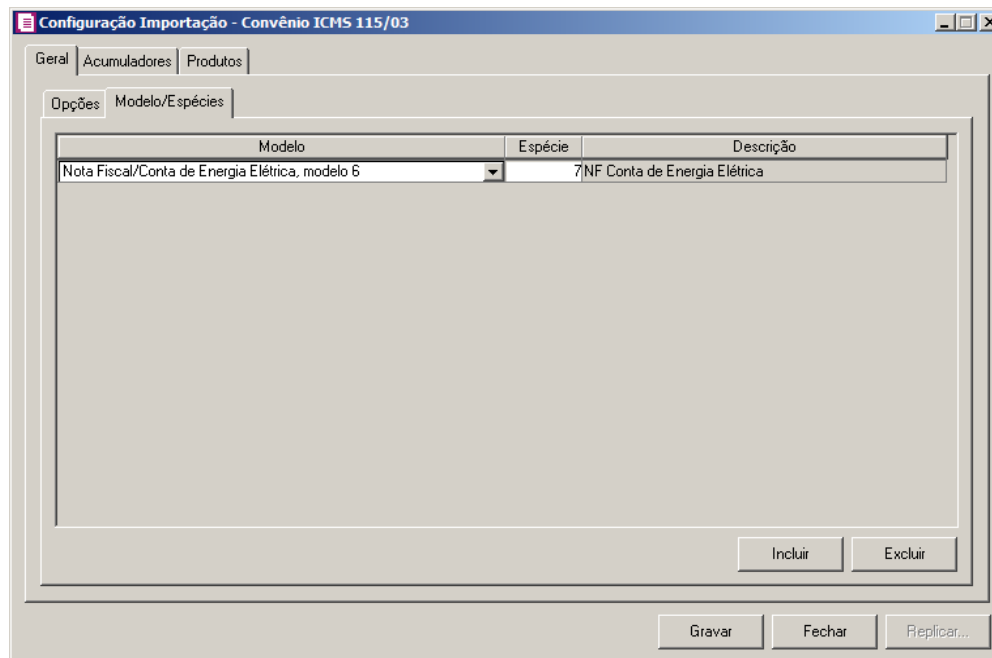 Configuração Importação - Convênio ICMS 115/03
Geral Acumuladores Produtos
Opções Modelo/Espécies
Modelo Espécie Descrição
Nota Fiscal/Conta de Energia Elétrica, modelo 6 7 NF Conta de Energia Elétrica
Incluir Excluir
Gravar Fechar Replicar...